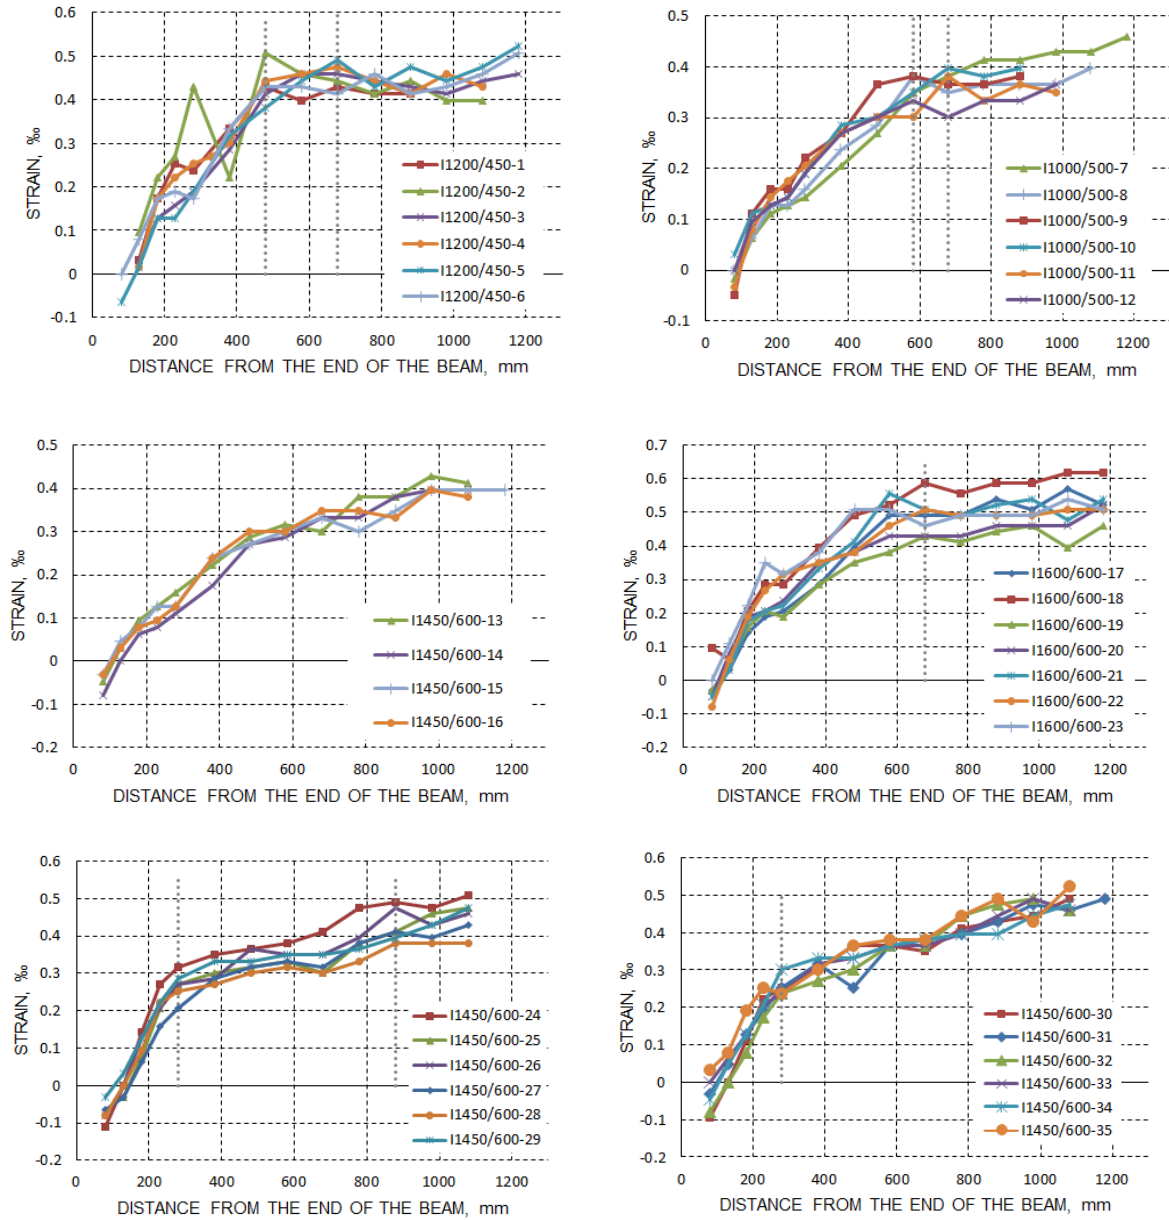 0.6
0.5
0.4
0.3
0.2
0.1
0
-0.1
STRAIN, ‰
0 200 400 600 800 1000 1200
DISTANCE FROM THE END OF THE BEAM, mm
I1200/450-1
I1200/450-2
I1200/450-3
I1200/450-4
I1200/450-5
I1200/450-6
0.5
0.4
0.3
0.2
0.1
0
-0.1
STRAIN, ‰
0 200 400 600 800 1000 1200
DISTANCE FROM THE END OF THE BEAM, mm
I1000/500-7
I1000/500-8
I1000/500-9
I1000/500-10
I1000/500-11
I1000/500-12
0.5
0.4
0.3
0.2
0.1
0
-0.1
-0.2
STRAIN, ‰
0 200 400 600 800 1000 1200
DISTANCE FROM THE END OF THE BEAM, mm
I1450/600-13
I1450/600-14
I1450/600-15
I1450/600-16
0.7
0.6
0.5
0.4
0.3
0.2
0.1
0
-0.1
-0.2
STRAIN, ‰
0 200 400 600 800 1000 1200
DISTANCE FROM THE END OF THE BEAM, mm
I1600/600-17
I1600/600-18
I1600/600-19
I1600/600-20
I1600/600-21
I1600/600-22
I1600/600-23
0.6
0.5
0.4
0.3
0.2
0.1
0
-0.1
-0.2
STRAIN, ‰
0 200 400 600 800 1000 1200
DISTANCE FROM THE END OF THE BEAM, mm
I1450/600-24
I1450/600-25
I1450/600-26
I1450/600-27
I1450/600-28
I1450/600-29
0.6
0.5
0.4
0.3
0.2
0.1
0
-0.1
-0.2
STRAIN, ‰
0 200 400 600 800 1000 1200
DISTANCE FROM THE END OF THE BEAM, mm
I1450/600-30
I1450/600-31
I1450/600-32
I1450/600-33
I1450/600-34
I1450/600-35